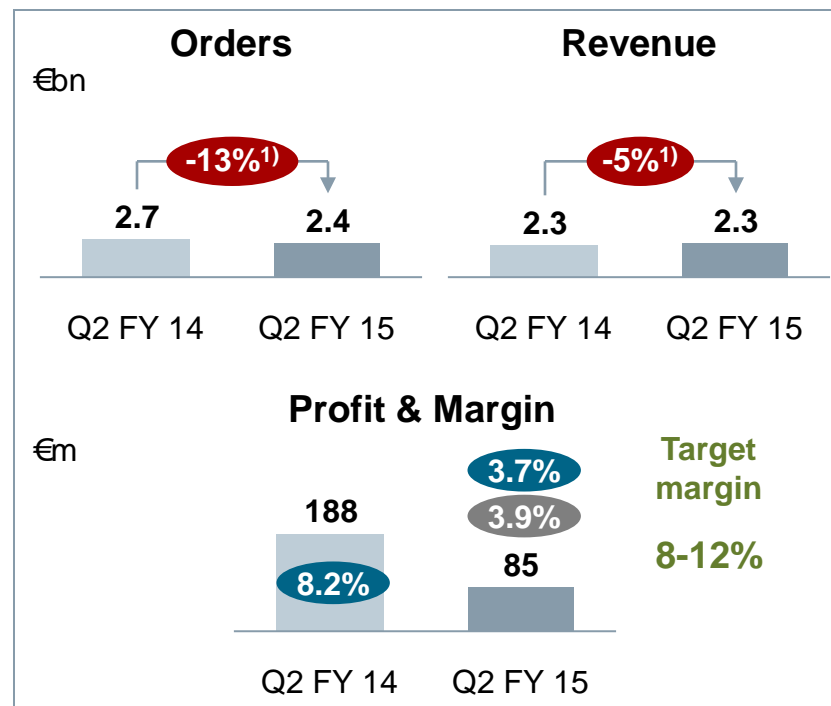 Orders
Revenue
€bn
-13%1)
-5%1)
2.7
2.4
2.3
2.3
Q2 FY 14
Q2 FY 15
Q2 FY 14
Q2 FY 15
Profit & Margin
€m
3.7%
Target
margin
188
3.9%
8.2%
85
8-12%
Q2 FY 14
Q2 FY 15